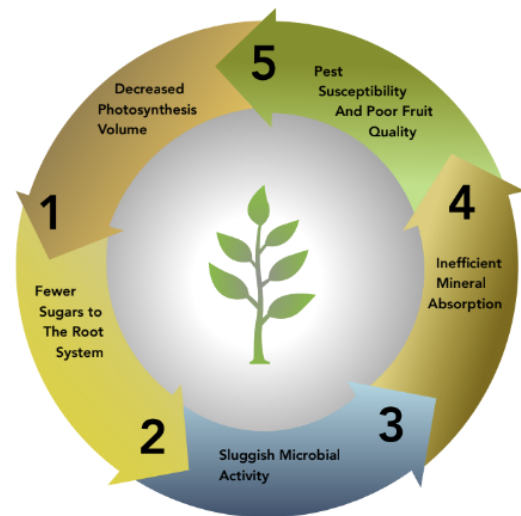 1
Decreased
Photosynthesis
Volume
2
Fewer
Sugars to
The Root
System
3
Sluggish Microbial
Activity
4
Inefficient
Mineral
Absorption
5
Pest
Susceptibility
And Poor Fruit
Quality